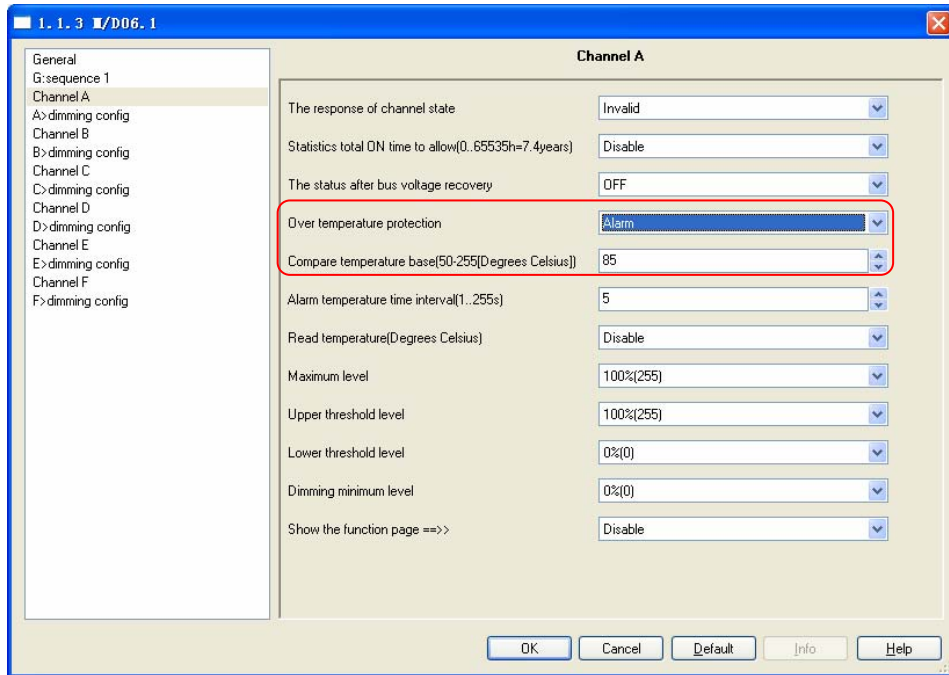 1.1.3 M/D06.1
General
G:sequence 1
Channel A
A>dimming config
Channel B
B>dimming config
Channel C
C>dimming config
Channel D
D>dimming config
Channel E
E>dimming config
Channel F
F>dimming config
Channel A
The response of channel state Invalid
Statistics total ON time to allow(0..65535h=7.4years) Disable
The status after bus voltage recovery OFF
Over temperature protection Alarm
Compare temperature base(50-255[Degrees Celsius]) 85
Alarm temperature time interval(1..255s) 5
Read temperature(Degrees Celsius) Disable
Maximum level 100%(255)
Upper threshold level 100%(255)
Lower threshold level 0%(0)
Dimming minimum level 0%(0)
Show the function page ==>> Disable
OK Cancel Default Info Help